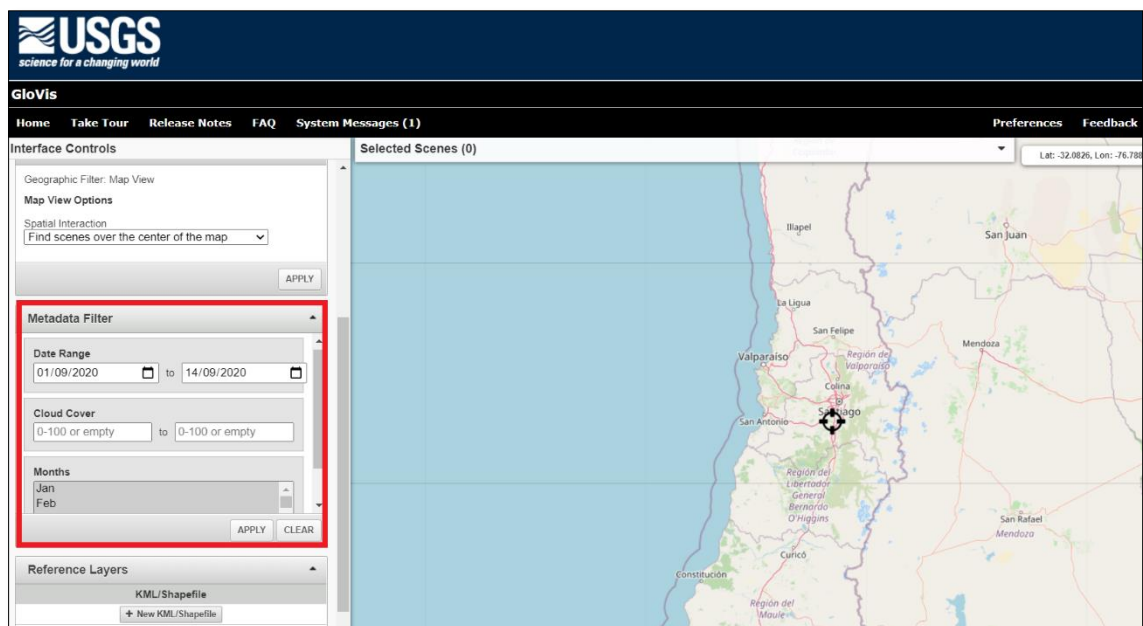 USGS
science for a changing world
GloVis
Home Take Tour Release Notes FAQ System Messages (1) Preferences Feedback
Interface Controls
Selected Scenes (0)
Lat: -32.0826, Lon: -76.788
Geographic Filter: Map View
Map View Options
Spatial Interaction
Find scenes over the center of the map
APPLY
Metadata Filter
Date Range
01/09/2020 to 14/09/2020
Cloud Cover
0-100 or empty to 0-100 or empty
Months
Jan
Feb
APPLY CLEAR
Reference Layers
KML/Shapefile
+ New KML/Shapefile
Illapel
San Juan
La Ligua
San Felipe
Mendoza
Valparaíso
Región de
Valparaíso
Colina
Santiago
San Antonio
Región del
Libertador
General
Bernardo
O'Higgins
San Rafael
Mendoza
Curicó
Constitución
Región del
Maule